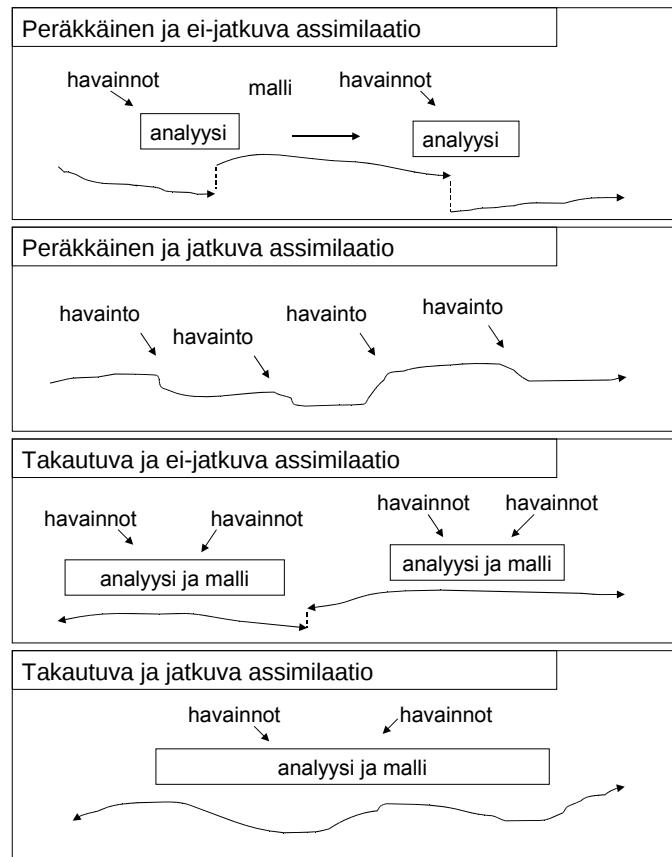 Peräkkäinen ja ei-jatkuva assimilaatio
havainnot malli havainnot
analyysi analyysi
Peräkkäinen ja jatkuva assimilaatio
havainto havainto havainto havainto
Takautuva ja ei-jatkuva assimilaatio
havainnot havainnot havainnot havainnot
analyysi ja malli analyysi ja malli
Takautuva ja jatkuva assimilaatio
havainnot havainnot
analyysi ja malli